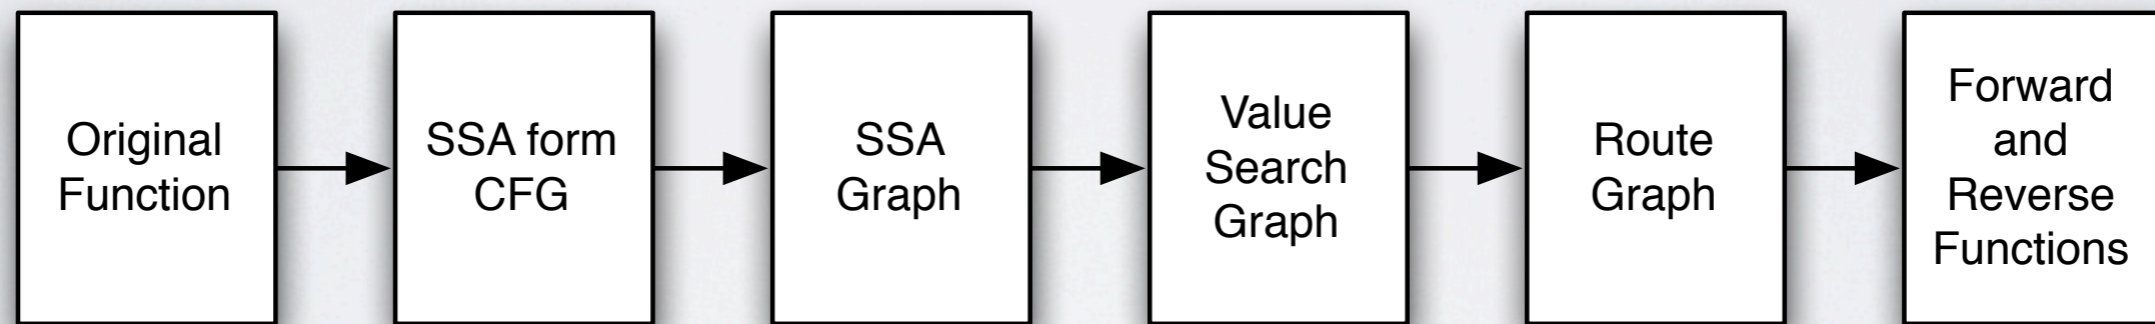 Original
Function
SSA form
CFG
SSA
Graph
Value
Search
Graph
Route
Graph
Forward
and
Reverse
Functions